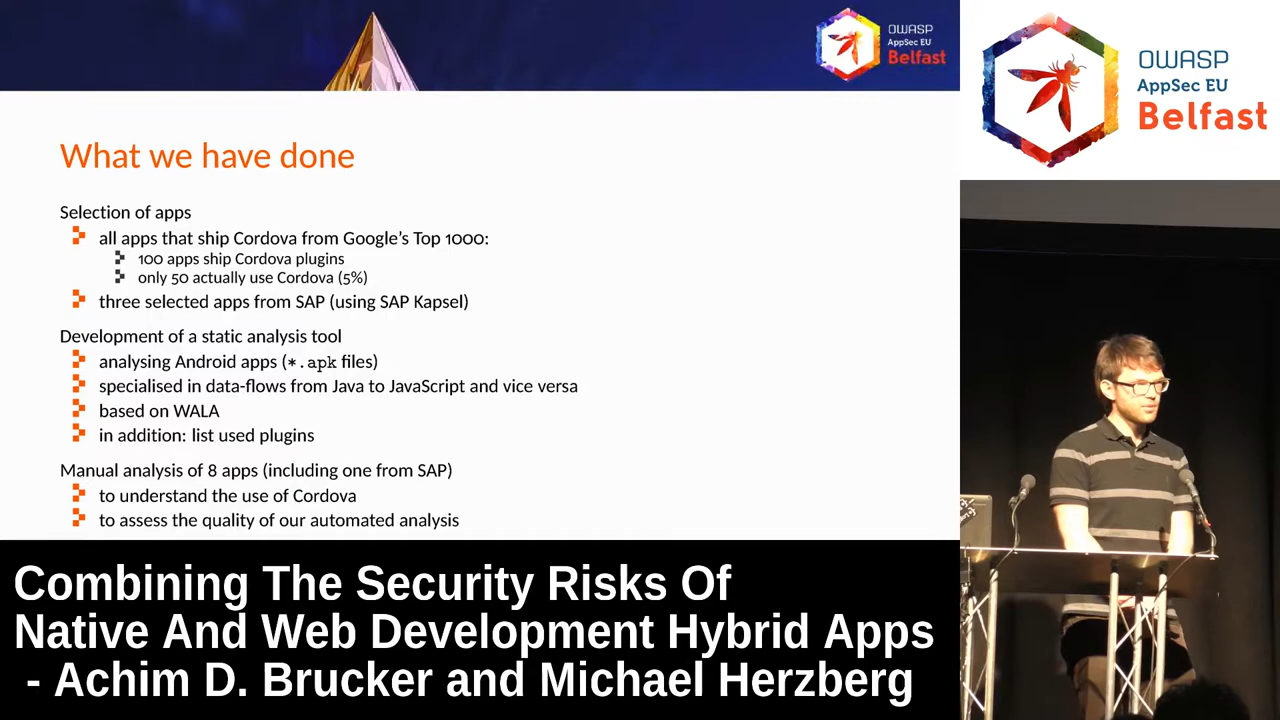 OWASP
AppSec EU
Belfast
OWASP
AppSec EU
Belfast
What we have done
Selection of apps
all apps that ship Cordova from Google's Top 1000:
100 apps ship Cordova plugins
only 50 actually use Cordova (5%)
three selected apps from SAP (using SAP Kapsel)
Development of a static analysis tool
analysing Android apps (*.apk files)
specialised in data-flows from Java to JavaScript and vice versa
based on WALA
in addition: list used plugins
Manual analysis of 8 apps (including one from SAP)
to understand the use of Cordova
to assess the quality of our automated analysis
Combining The Security Risks Of
Native And Web Development Hybrid Apps
- Achim D. Brucker and Michael Herzberg